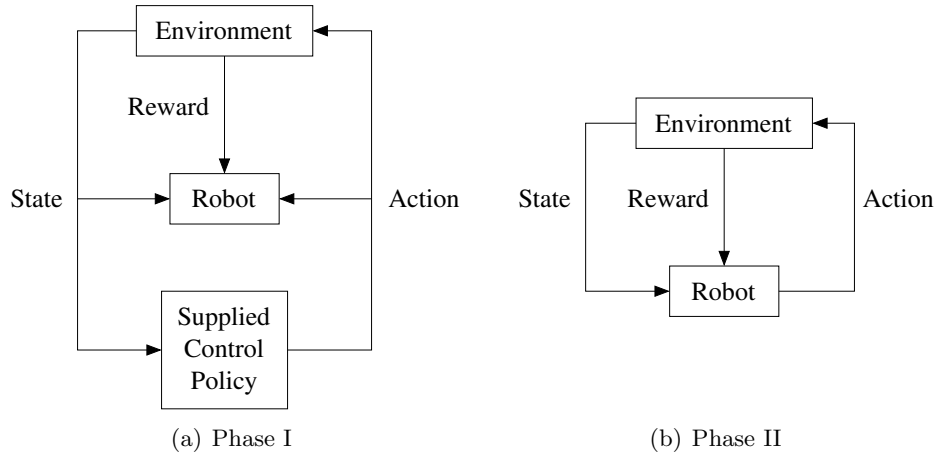 Environment
Reward
State
Robot
Action
Supplied
Control
Policy
(a) Phase I
Environment
State
Reward
Action
Robot
(b) Phase II